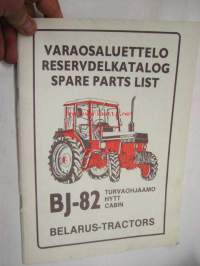 VARAOSALUETTELO
RESERVDELKATALOG
SPARE PARTS LIST
BJ-82
TURVAOHJAAMO
HYTT
CABIN
BELARUS-TRACTORS